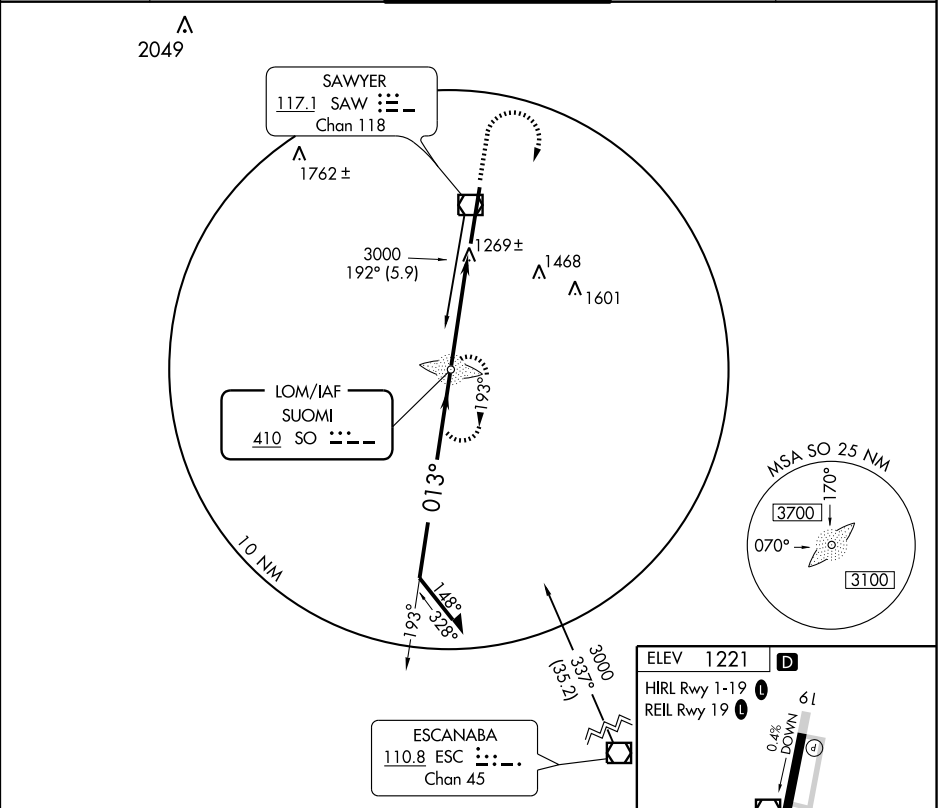 2049
SAWYER
117.1 SAW
Chan 118
1762 ±
3000
192° (5.9)
1269 ±
1468
1601
LOM/IAF
SUOMI
410 SO
193°
013°
10 NM
148°
328°
193°
3000
337°
(35.2)
ESCANABA
110.8 ESC
Chan 45
MSA SO 25 NM
170°
3700
070°
3100
ELEV 1221 D
HIRL Rwy 1-19 L
REIL Rwy 19 L
19
0.4%
DOWN
P